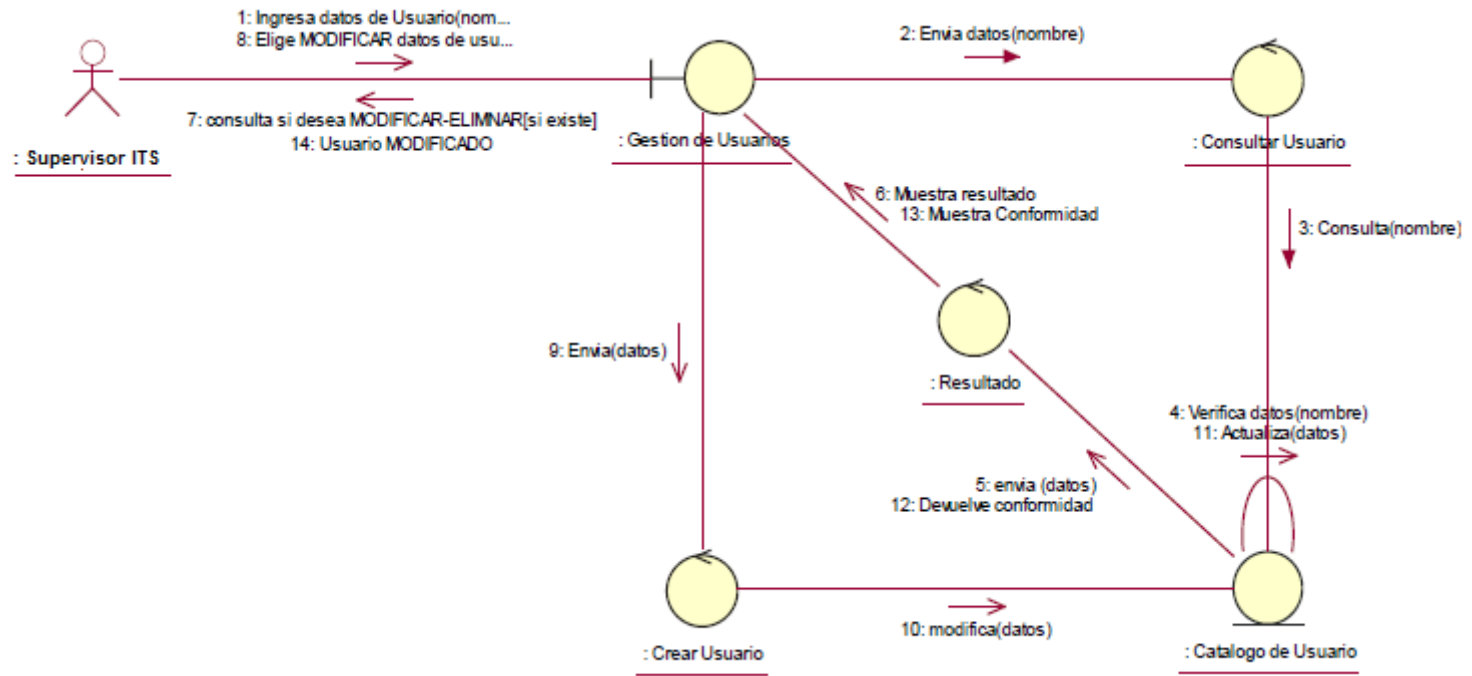 1: Ingresa datos de Usuario(nom...
8: Elige MODIFICAR datos de usu...
2: Envia datos(nombre)
7: consulta si desea MODIFICAR-ELIMNAR[si existe]
14: Usuario MODIFICADO
: Supervisor ITS
: Gestion de Usuarios
: Consultar Usuario
6: Muestra resultado
13: Muestra Conformidad
3: Consulta(nombre)
9: Envia(datos)
: Resultado
4: Verifica datos(nombre)
11: Actualiza(datos)
5: envia (datos)
12: Devuelve conformidad
10: modifica(datos)
: Crear Usuario
: Catalogo de Usuario